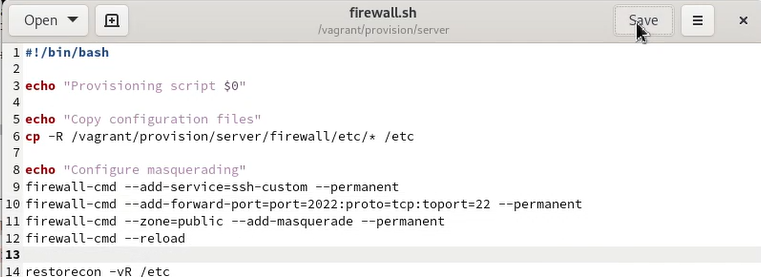 Open
firewall.sh
/vagrant/provision/server
Save
1 #!/bin/bash
2
3 echo "Provisioning script $0"
4
5 echo "Copy configuration files"
6 cp -R /vagrant/provision/server/firewall/etc/* /etc
7
8 echo "Configure masquerading"
9 firewall-cmd --add-service=ssh-custom --permanent
10 firewall-cmd --add-forward-port=port=2022:proto=tcp:toport=22 --permanent
11 firewall-cmd --zone=public --add-masquerade --permanent
12 firewall-cmd --reload
13
14 restorecon -vR /etc